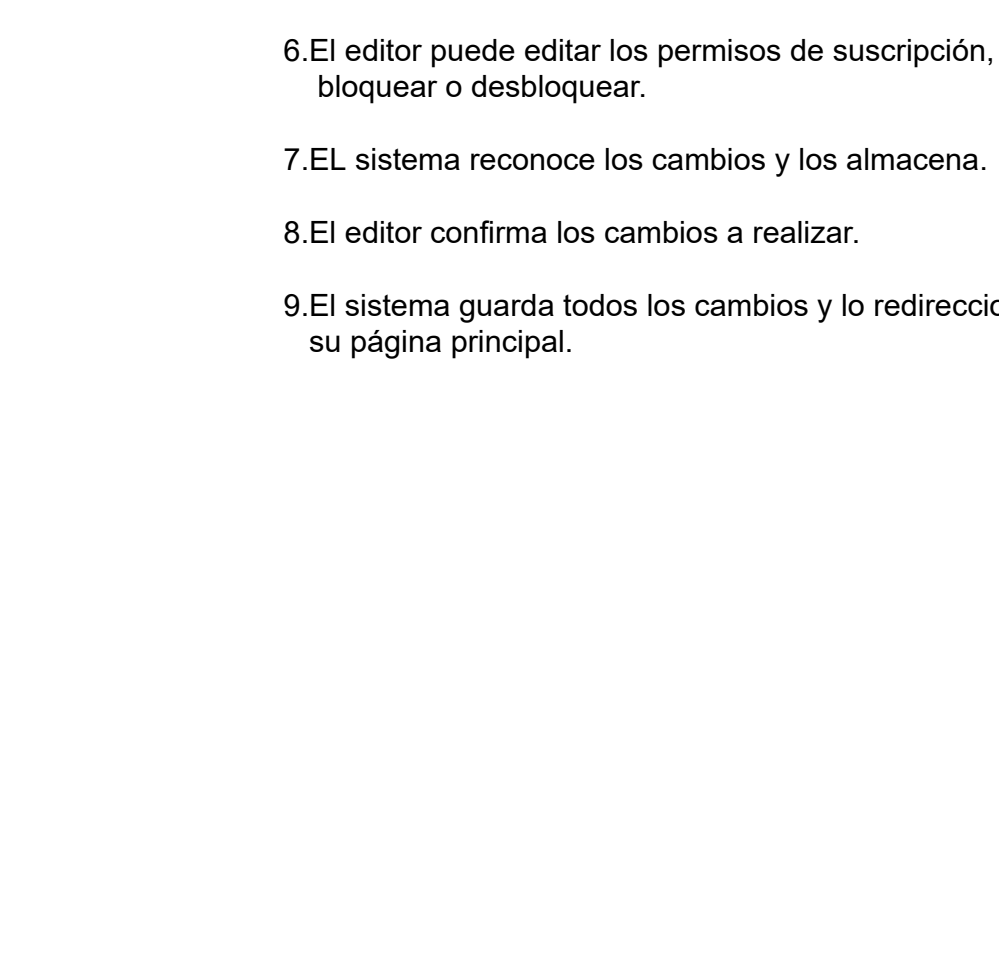 6.El editor puede editar los permisos de suscripción,
bloquear o desbloquear.
7.EL sistema reconoce los cambios y los almacena.
8.El editor confirma los cambios a realizar.
9.El sistema guarda todos los cambios y lo
su página principal.